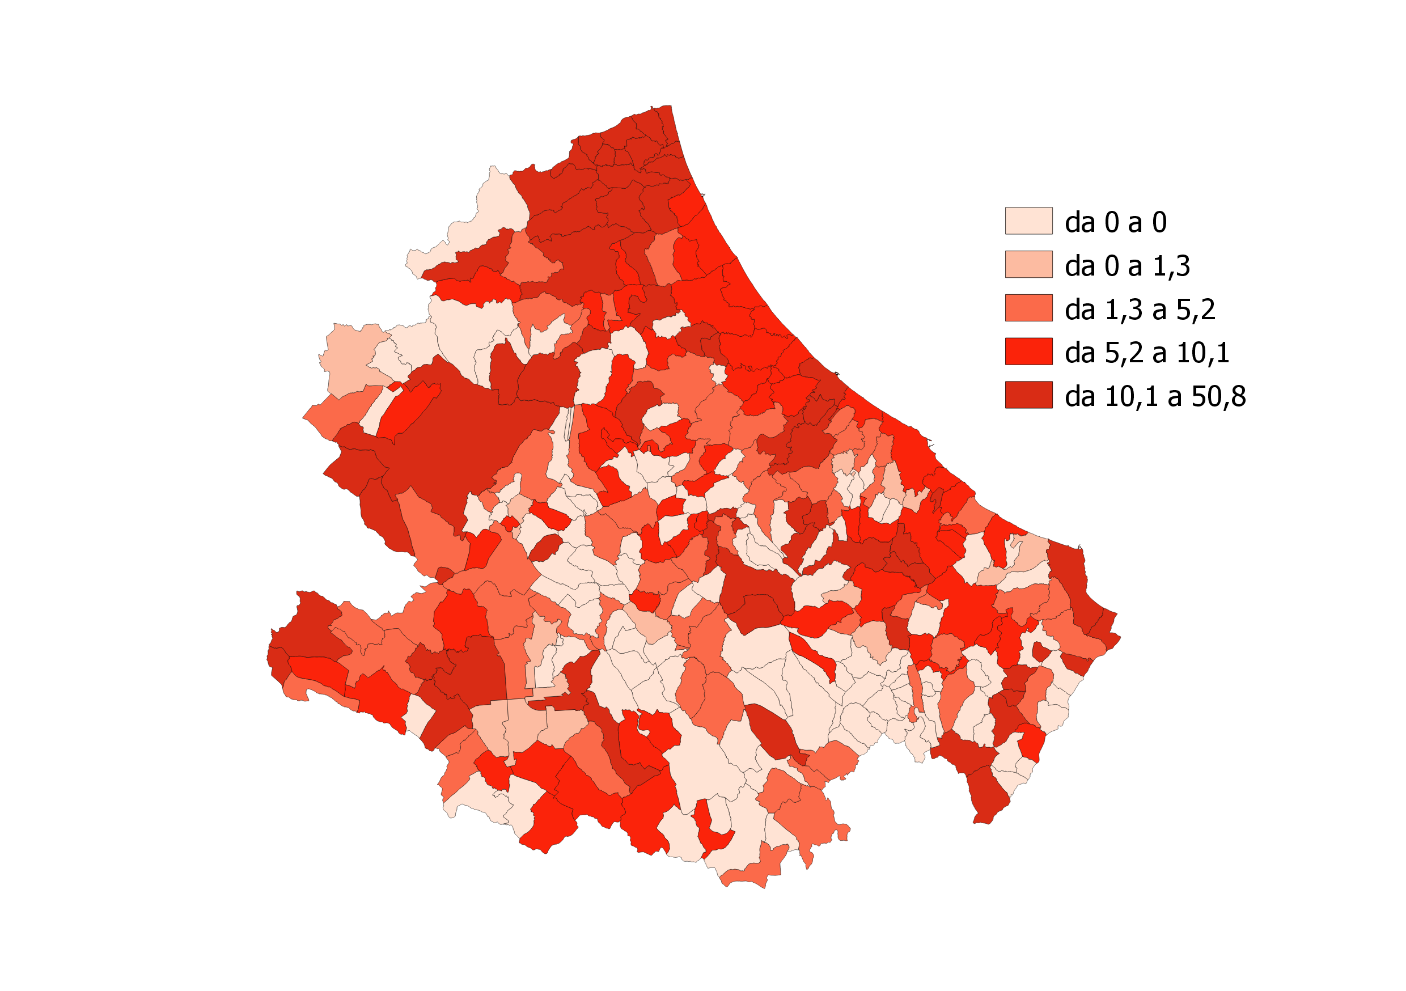 da 0 a 0
da 0 a 1,3
da 1,3 a 5,2
da 5,2 a 10,1
da 10,1 a 50,8